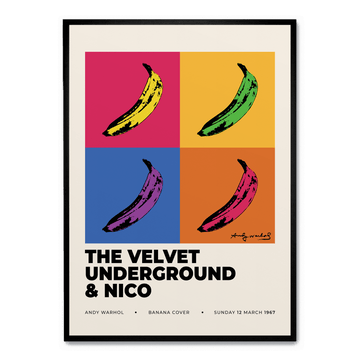 Andy Warhol
THE VELVET
UNDERGROUND
& NICO
ANDY WARHOL • BANANA COVER • SUNDAY 12 MARCH 1967